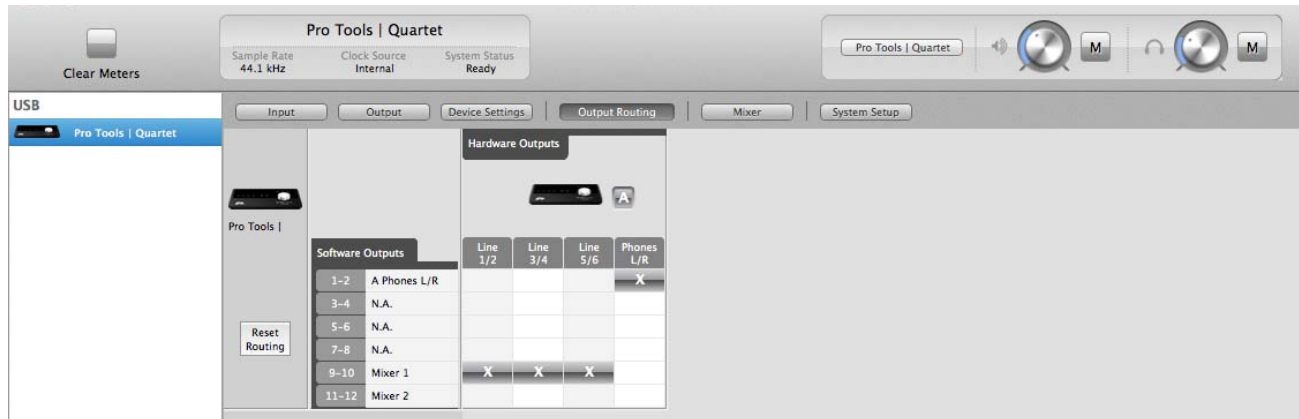 Pro Tools | Quartet
Sample Rate Clock Source System Status
44.1 kHz Internal Ready
Clear Meters
Pro Tools | Quartet
M
M
USB
Pro Tools | Quartet
Input Output Device Settings Output Routing Mixer System Setup
Hardware Outputs
A
Pro Tools |
Software Outputs
Line 1/2
Line 3/4
Line 5/6
Phones L/R
1-2 A Phones L/R X
3-4 N.A.
5-6 N.A.
7-8 N.A.
9-10 Mixer 1 X X X
11-12 Mixer 2
Reset
Routing